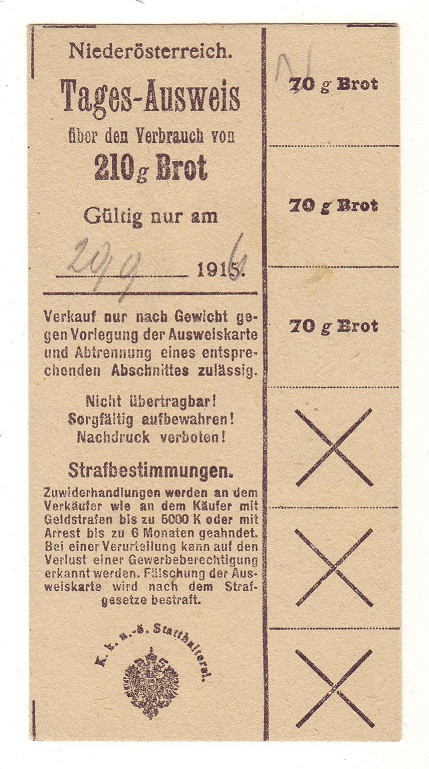 Niederösterreich.
Tages-Ausweis
über den Verbrauch von
210 g Brot
Gültig nur am
29 9 1916.
Verkauf nur nach Gewicht ge-
gen Vorlegung der Ausweiskarte
und Abtrennung eines entspre-
chenden Abschnittes zulässig.
Nicht übertragbar!
Sorgfältig aufbewahren!
Nachdruck verboten!
Strafbestimmungen.
Zuwiderhandlungen werden an dem
Verkäufer wie an dem Käufer mit
Geldstrafen bis zu 5000 K oder mit
Arrest bis zu 6 Monaten geahndet.
Bei einer Verurteilung kann auf den
Verlust einer Gewerbeberechtigung
erkannt werden. Fälschung der Aus-
weiskarte wird nach dem Straf-
gesetze bestraft.
K. k. n.-ö. Statthalterei.
70 g Brot
70 g Brot
70 g Brot